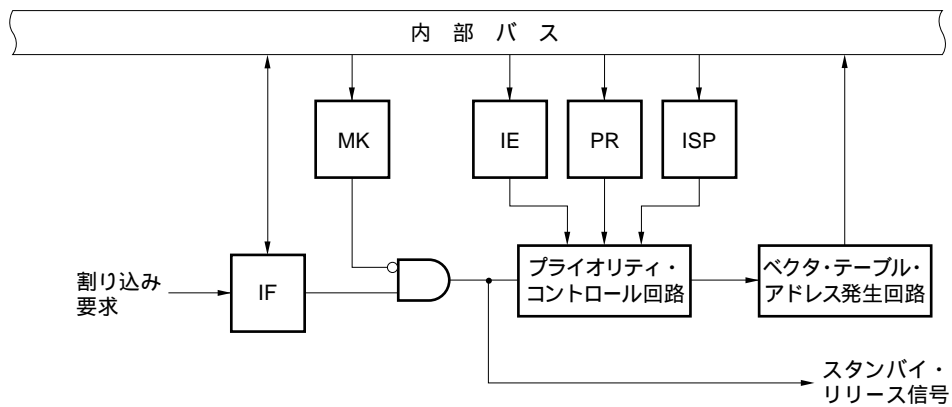 内 部 バ ス
MK
IE
PR
ISP
割り込み
要求
IF
プライオリティ・
コントロール回路
ベクタ・テーブル・
アドレス発生回路
スタンバイ・
リリース信号